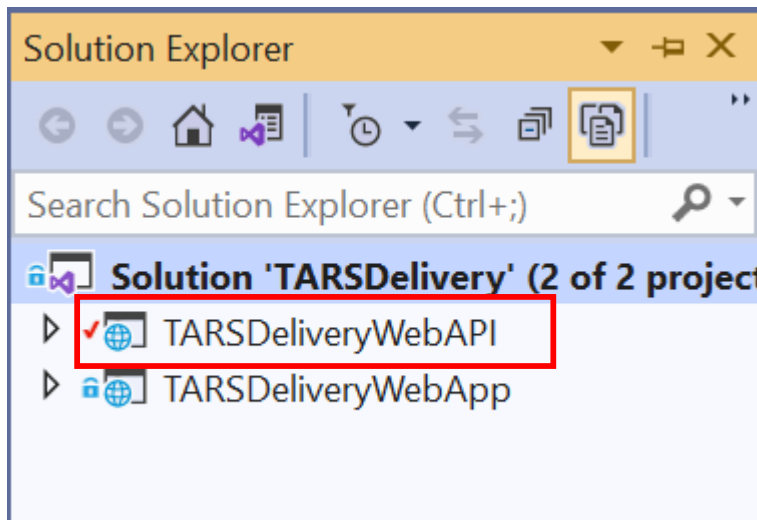 Solution Explorer
Search Solution Explorer (Ctrl+;)
Solution 'TARSDelivery' (2 of 2 project
TARSDeliveryWebAPI
TARSDeliveryWebApp